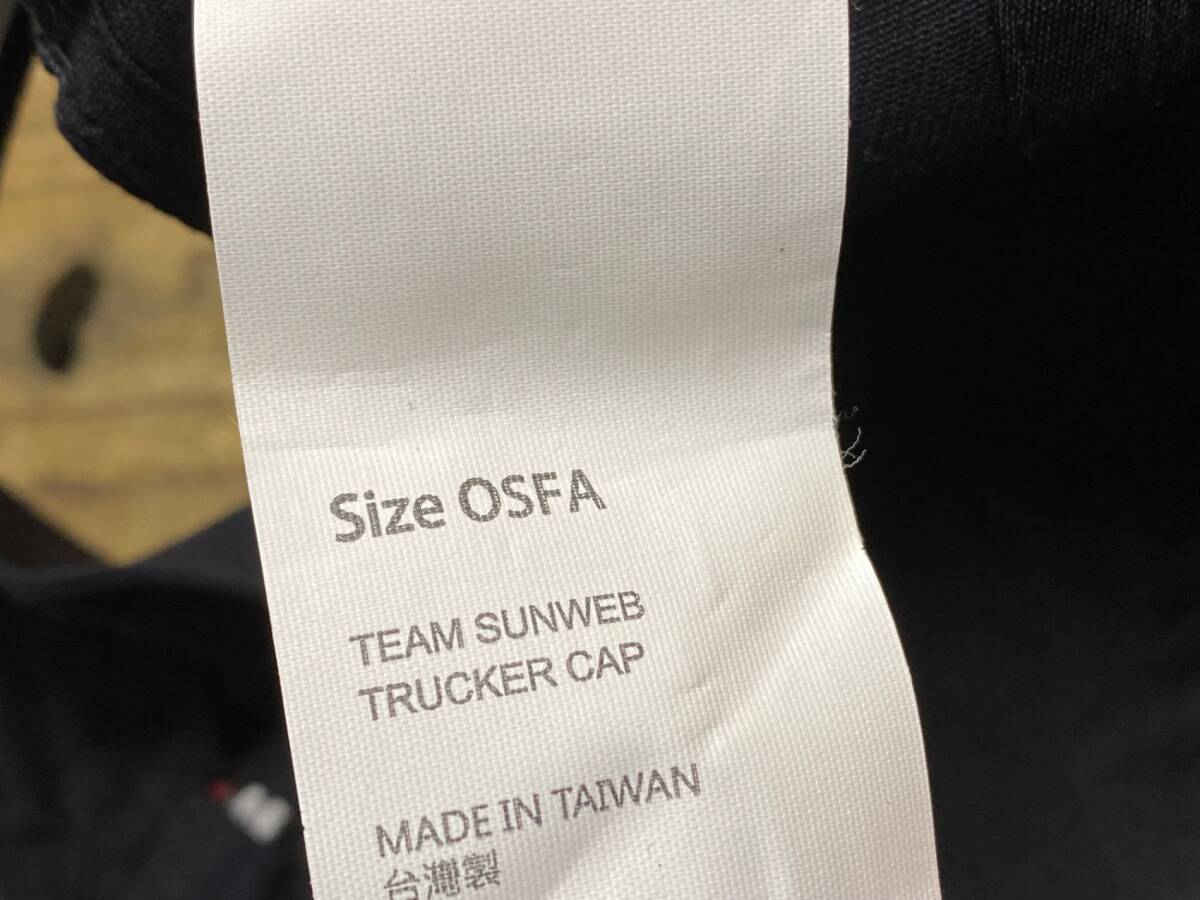 Size OSFA
TEAM SUNWEB
TRUCKER CAP
MADE IN TAIWAN
台灣製